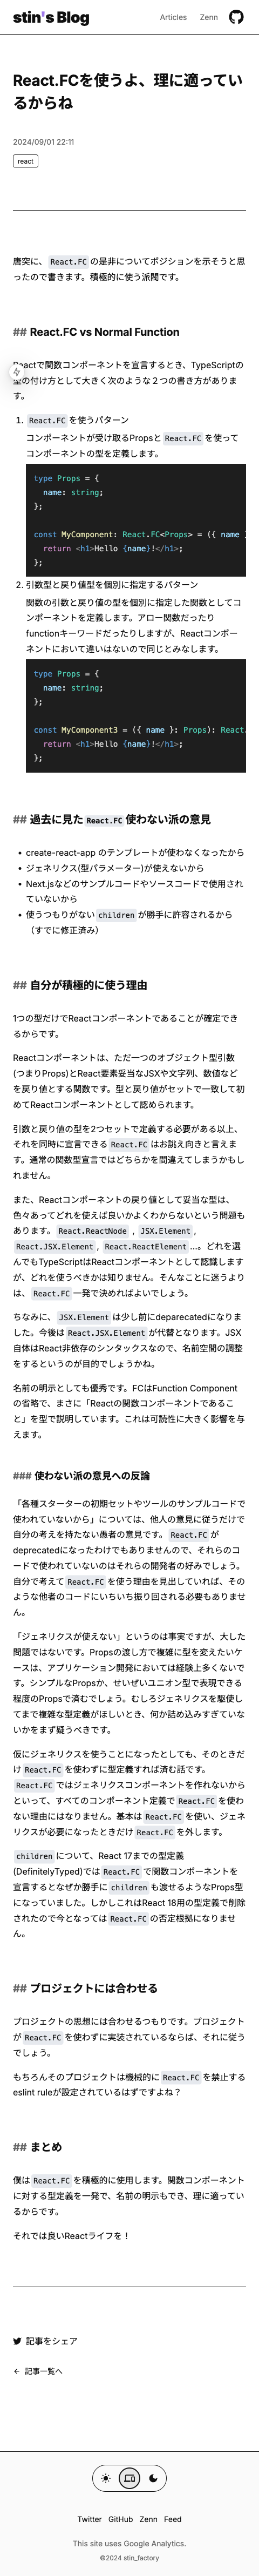 stin's Blog
Articles
Zenn
React.FCを使うよ、理に適ってい
るからね
2024/09/01 22:11
react
唐突に、 React.FC の是非についてポジションを示そうと思
ったので書きます。積極的に使う派閥です。
## React.FC vs Normal Function
Reactで関数コンポーネントを宣言するとき、TypeScriptの
型の付け方として大きく次のような２つの書き方がありま
す。
1. React.FC を使うパターン
コンポーネントが受け取るPropsと React.FC を使って
コンポーネントの型を定義します。
type Props = {
  name: string;
};
const MyComponent: React.FC<Props> = ({ name }
  return <h1>Hello {name}!</h1>;
};
2. 引数型と戻り値型を個別に指定するパターン
関数の引数と戻り値の型を個別に指定した関数としてコ
ンポーネントを定義します。アロー関数だったり
functionキーワードだったりしますが、Reactコンポー
ネントにおいて違いはないので同じとみなします。
type Props = {
  name: string;
};
const MyComponent3 = ({ name }: Props): React.
  return <h1>Hello {name}!</h1>;
};
## 過去に見た React.FC 使わない派の意見
• create-react-app のテンプレートが使わなくなったから
• ジェネリクス(型パラメーター)が使えないから
• Next.jsなどのサンプルコードやソースコードで使用され
ていないから
• 使うつもりがない children が勝手に許容されるから
（すでに修正済み）
## 自分が積極的に使う理由
1つの型だけでReactコンポーネントであることが確定でき
るからです。
Reactコンポーネントは、ただ一つのオブジェクト型引数
(つまりProps)とReact要素妥当なJSXや文字列、数値など
を戻り値とする関数です。型と戻り値がセットで一致して初
めてReactコンポーネントとして認められます。
引数と戻り値の型を2つセットで定義する必要がある以上、
それを同時に宣言できる React.FC はお誂え向きと言えま
す。通常の関数型宣言ではどちらかを間違えてしまうかもし
れません。
また、Reactコンポーネントの戻り値として妥当な型は、
色々あってどれを使えば良いかよくわからないという問題も
あります。 React.ReactNode , JSX.Element ,
React.JSX.Element , React.ReactElement ...。どれを選
んでもTypeScriptはReactコンポーネントとして認識します
が、どれを使うべきかは知りません。そんなことに迷うより
は、 React.FC 一発で決めればよいでしょう。
ちなみに、 JSX.Element は少し前にdeparecatedになりま
した。今後は React.JSX.Element が代替となります。JSX
自体はReact非依存のシンタックスなので、名前空間の調整
をするというのが目的でしょうかね。
名前の明示としても優秀です。FCはFunction Component
の省略で、まさに「Reactの関数コンポーネントであるこ
と」を型で説明しています。これは可読性に大きく影響を与
えます。
### 使わない派の意見への反論
「各種スターターの初期セットやツールのサンプルコードで
使われていないから」については、他人の意見に従うだけで
自分の考えを持たない愚者の意見です。 React.FC が
deprecatedになったわけでもありませんので、それらのコ
ードで使われていないのはそれらの開発者の好みでしょう。
自分で考えて React.FC を使う理由を見出していれば、その
ような他者のコードにいちいち振り回される必要もありませ
ん。
「ジェネリクスが使えない」というのは事実ですが、大した
問題ではないです。Propsの渡し方で複雑に型を変えたいケ
ースは、アプリケーション開発においては経験上多くないで
す。シンプルなPropsか、せいぜいユニオン型で表現できる
程度のPropsで済むでしょう。むしろジェネリクスを駆使し
てまで複雑な型定義がほしいとき、何か詰め込みすぎていな
いかをまず疑うべきです。
仮にジェネリクスを使うことになったとしても、そのときだ
け React.FC を使わずに型定義すれば済む話です。
React.FC ではジェネリクスコンポーネントを作れないから
といって、すべてのコンポーネント定義で React.FC を使わ
ない理由にはなりません。基本は React.FC を使い、ジェネ
リクスが必要になったときだけ React.FC を外します。
children について、React 17までの型定義
(DefinitelyTyped)では React.FC で関数コンポーネントを
宣言するとなぜか勝手に children も渡せるようなProps型
になっていました。しかしこれはReact 18用の型定義で削除
されたので今となっては React.FC の否定根拠になりませ
ん。
## プロジェクトには合わせる
プロジェクトの思想には合わせるつもりです。プロジェクト
が React.FC を使わずに実装されているならば、それに従う
でしょう。
もちろんそのプロジェクトは機械的に React.FC を禁止する
eslint ruleが設定されているはずですよね？
## まとめ
僕は React.FC を積極的に使用します。関数コンポーネント
に対する型定義を一発で、名前の明示もでき、理に適ってい
るからです。
それでは良いReactライフを！
記事をシェア
← 記事一覧へ
Twitter GitHub Zenn Feed
This site uses Google Analytics.
©2024 stin_factory